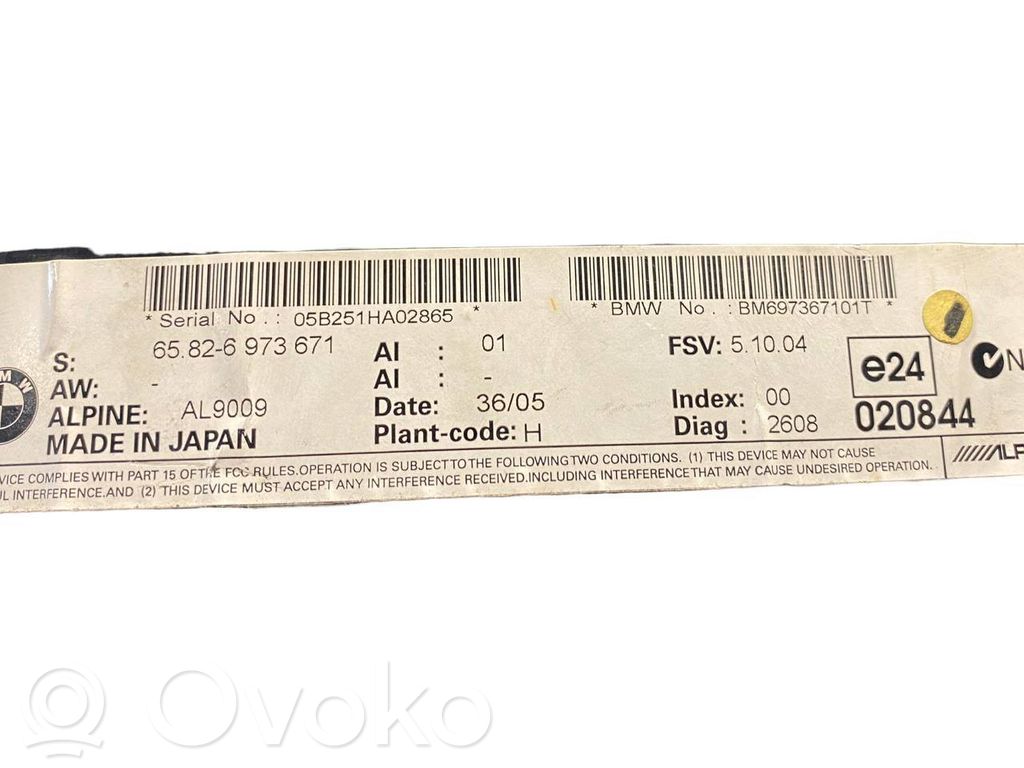 * Serial No. : 05B251HA02865 *
* BMW No. : BM697367101T *
S: 65.82-6 973 671
AW: -
ALPINE: AL9009
MADE IN JAPAN
AI : 01
AI : -
Date: 36/05
Plant-code: H
FSV: 5.10.04
Index: 00
Diag : 2608
e24
020844
N
BMW
VICE COMPLIES WITH PART 15 OF THE FCC RULES.OPERATION IS SUBJECT TO THE FOLLOWING TWO CONDITIONS. (1) THIS DEVICE MAY NOT CAUSE
UL INTERFERENCE.AND (2) THIS DEVICE MUST ACCEPT ANY INTERFERENCE RECEIVED.INCLUDING INTERFERENCE THAT MAY CAUSE UNDESIRED OPERATION.
ALP
Ovoko